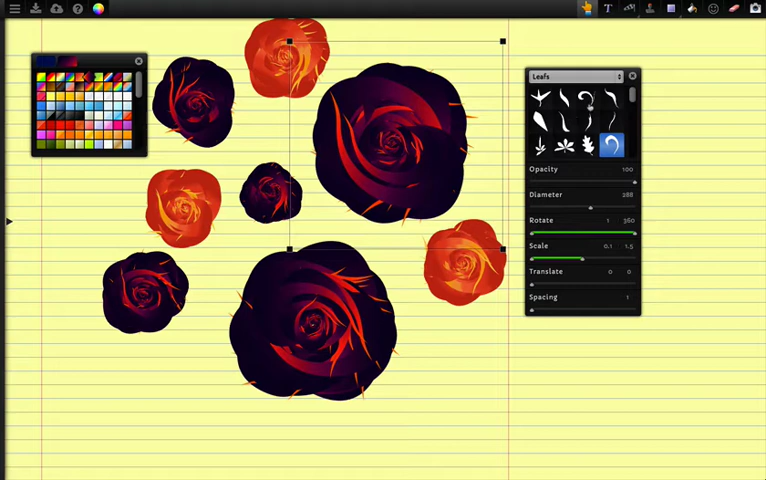 T
Leafs
Opacity 100
Diameter 288
Rotate 1 360
Scale 0.1 1.5
Translate 0 0
Spacing 1